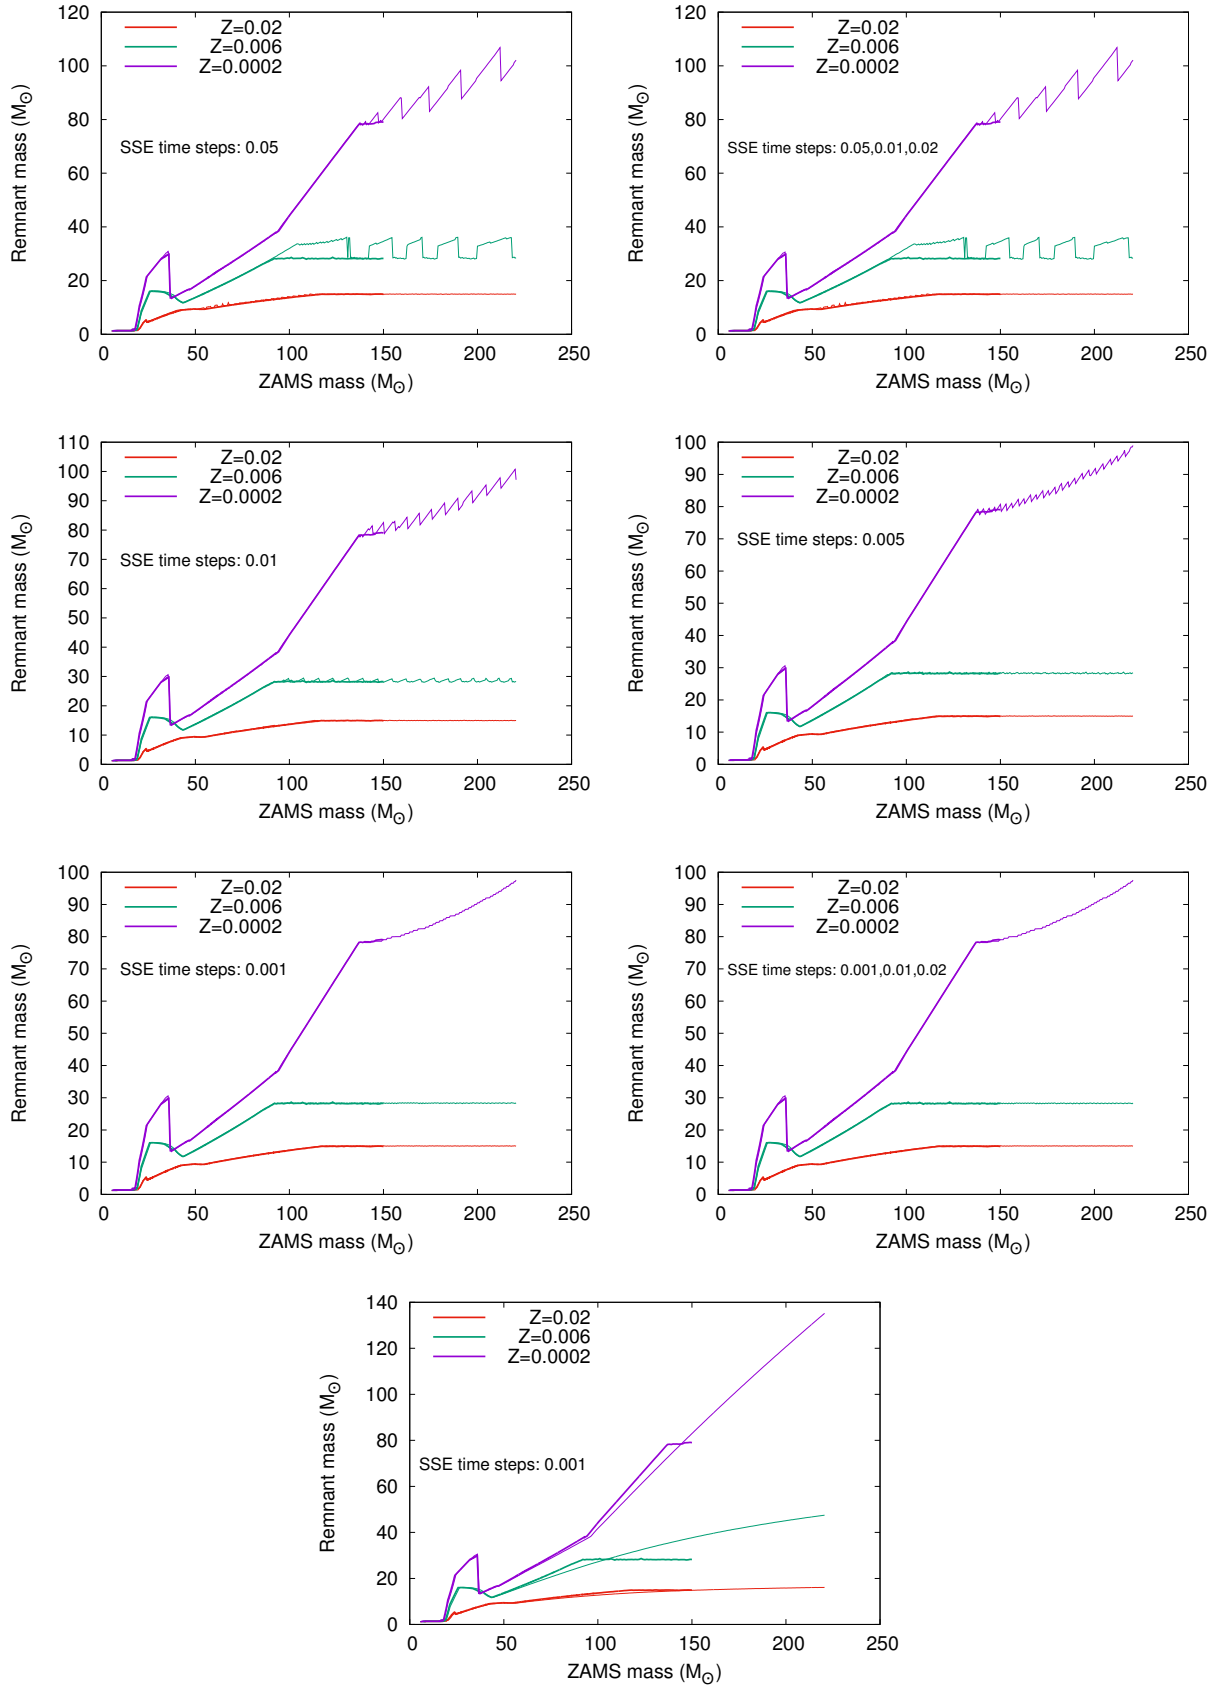 120
100
80
60
40
20
0
0 50 100 150 200 250
Remnant mass (M⊙)
ZAMS mass (M⊙)
Z=0.02
Z=0.006
Z=0.0002
SSE time steps: 0.05
120
100
80
60
40
20
0
0 50 100 150 200 250
Remnant mass (M⊙)
ZAMS mass (M⊙)
Z=0.02
Z=0.006
Z=0.0002
SSE time steps: 0.05,0.01,0.02
110
100
90
80
70
60
50
40
30
20
10
0
0 50 100 150 200 250
Remnant mass (M⊙)
ZAMS mass (M⊙)
Z=0.02
Z=0.006
Z=0.0002
SSE time steps: 0.01
100
90
80
70
60
50
40
30
20
10
0
0 50 100 150 200 250
Remnant mass (M⊙)
ZAMS mass (M⊙)
Z=0.02
Z=0.006
Z=0.0002
SSE time steps: 0.005
100
90
80
70
60
50
40
30
20
10
0
0 50 100 150 200 250
Remnant mass (M⊙)
ZAMS mass (M⊙)
Z=0.02
Z=0.006
Z=0.0002
SSE time steps: 0.001
100
90
80
70
60
50
40
30
20
10
0
0 50 100 150 200 250
Remnant mass (M⊙)
ZAMS mass (M⊙)
Z=0.02
Z=0.006
Z=0.0002
SSE time steps: 0.001,0.01,0.02
140
120
100
80
60
40
20
0
0 50 100 150 200 250
Remnant mass (M⊙)
ZAMS mass (M⊙)
Z=0.02
Z=0.006
Z=0.0002
SSE time steps: 0.001